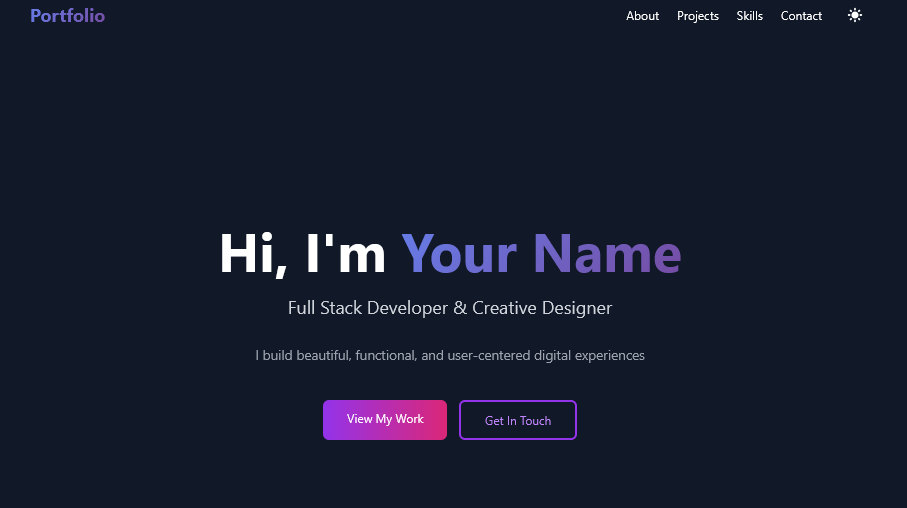 Portfolio
About Projects Skills Contact
Hi, I'm Your Name
Full Stack Developer & Creative Designer
I build beautiful, functional, and user-centered digital experiences
View My Work
Get In Touch